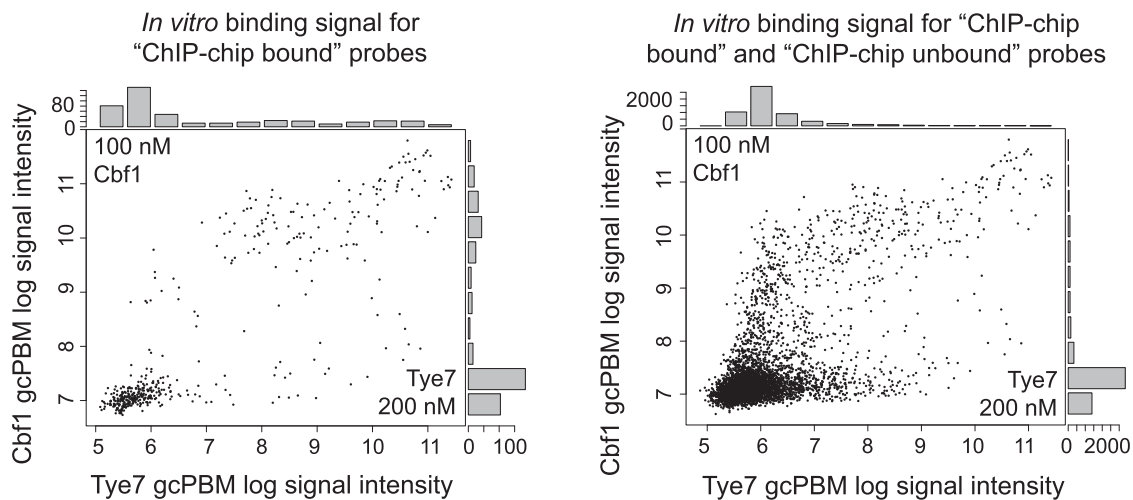 In vitro binding signal for
“ChIP-chip bound” probes
80
0
100 nM
Cbf1
Cbf1 gcPBM log signal intensity
11
10
9
8
7
Tye7
200 nM
0 100
5 6 7 8 9 10 11
Tye7 gcPBM log signal intensity
In vitro binding signal for “ChIP-chip
bound” and “ChIP-chip unbound” probes
2000
0
100 nM
Cbf1
Cbf1 gcPBM log signal intensity
11
10
9
8
7
Tye7
200 nM
0 2000
5 6 7 8 9 10 11
Tye7 gcPBM log signal intensity